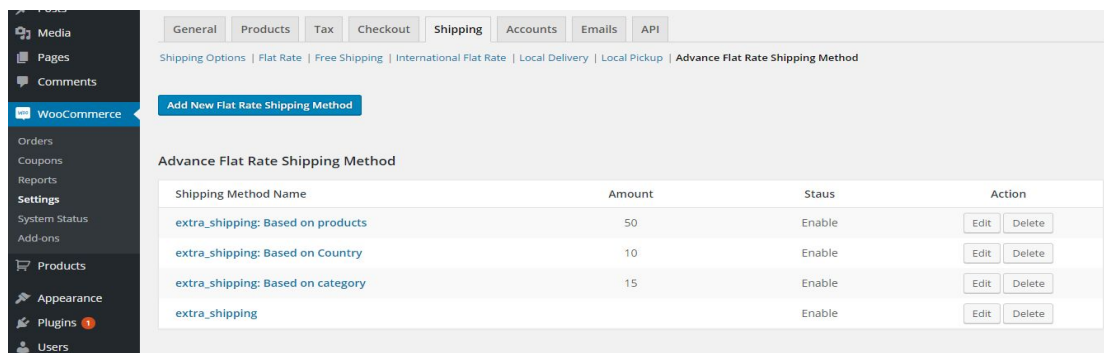 Media
Pages
Comments
WooCommerce
Orders
Coupons
Reports
Settings
System Status
Add-ons
Products
Appearance
Plugins 1
Users
General Products Tax Checkout Shipping Accounts Emails API
Shipping Options | Flat Rate | Free Shipping | International Flat Rate | Local Delivery | Local Pickup | Advance Flat Rate Shipping Method
Add New Flat Rate Shipping Method
Advance Flat Rate Shipping Method
Shipping Method Name Amount Staus Action
extra_shipping: Based on products 50 Enable Edit Delete
extra_shipping: Based on Country 10 Enable Edit Delete
extra_shipping: Based on category 15 Enable Edit Delete
extra_shipping Enable Edit Delete